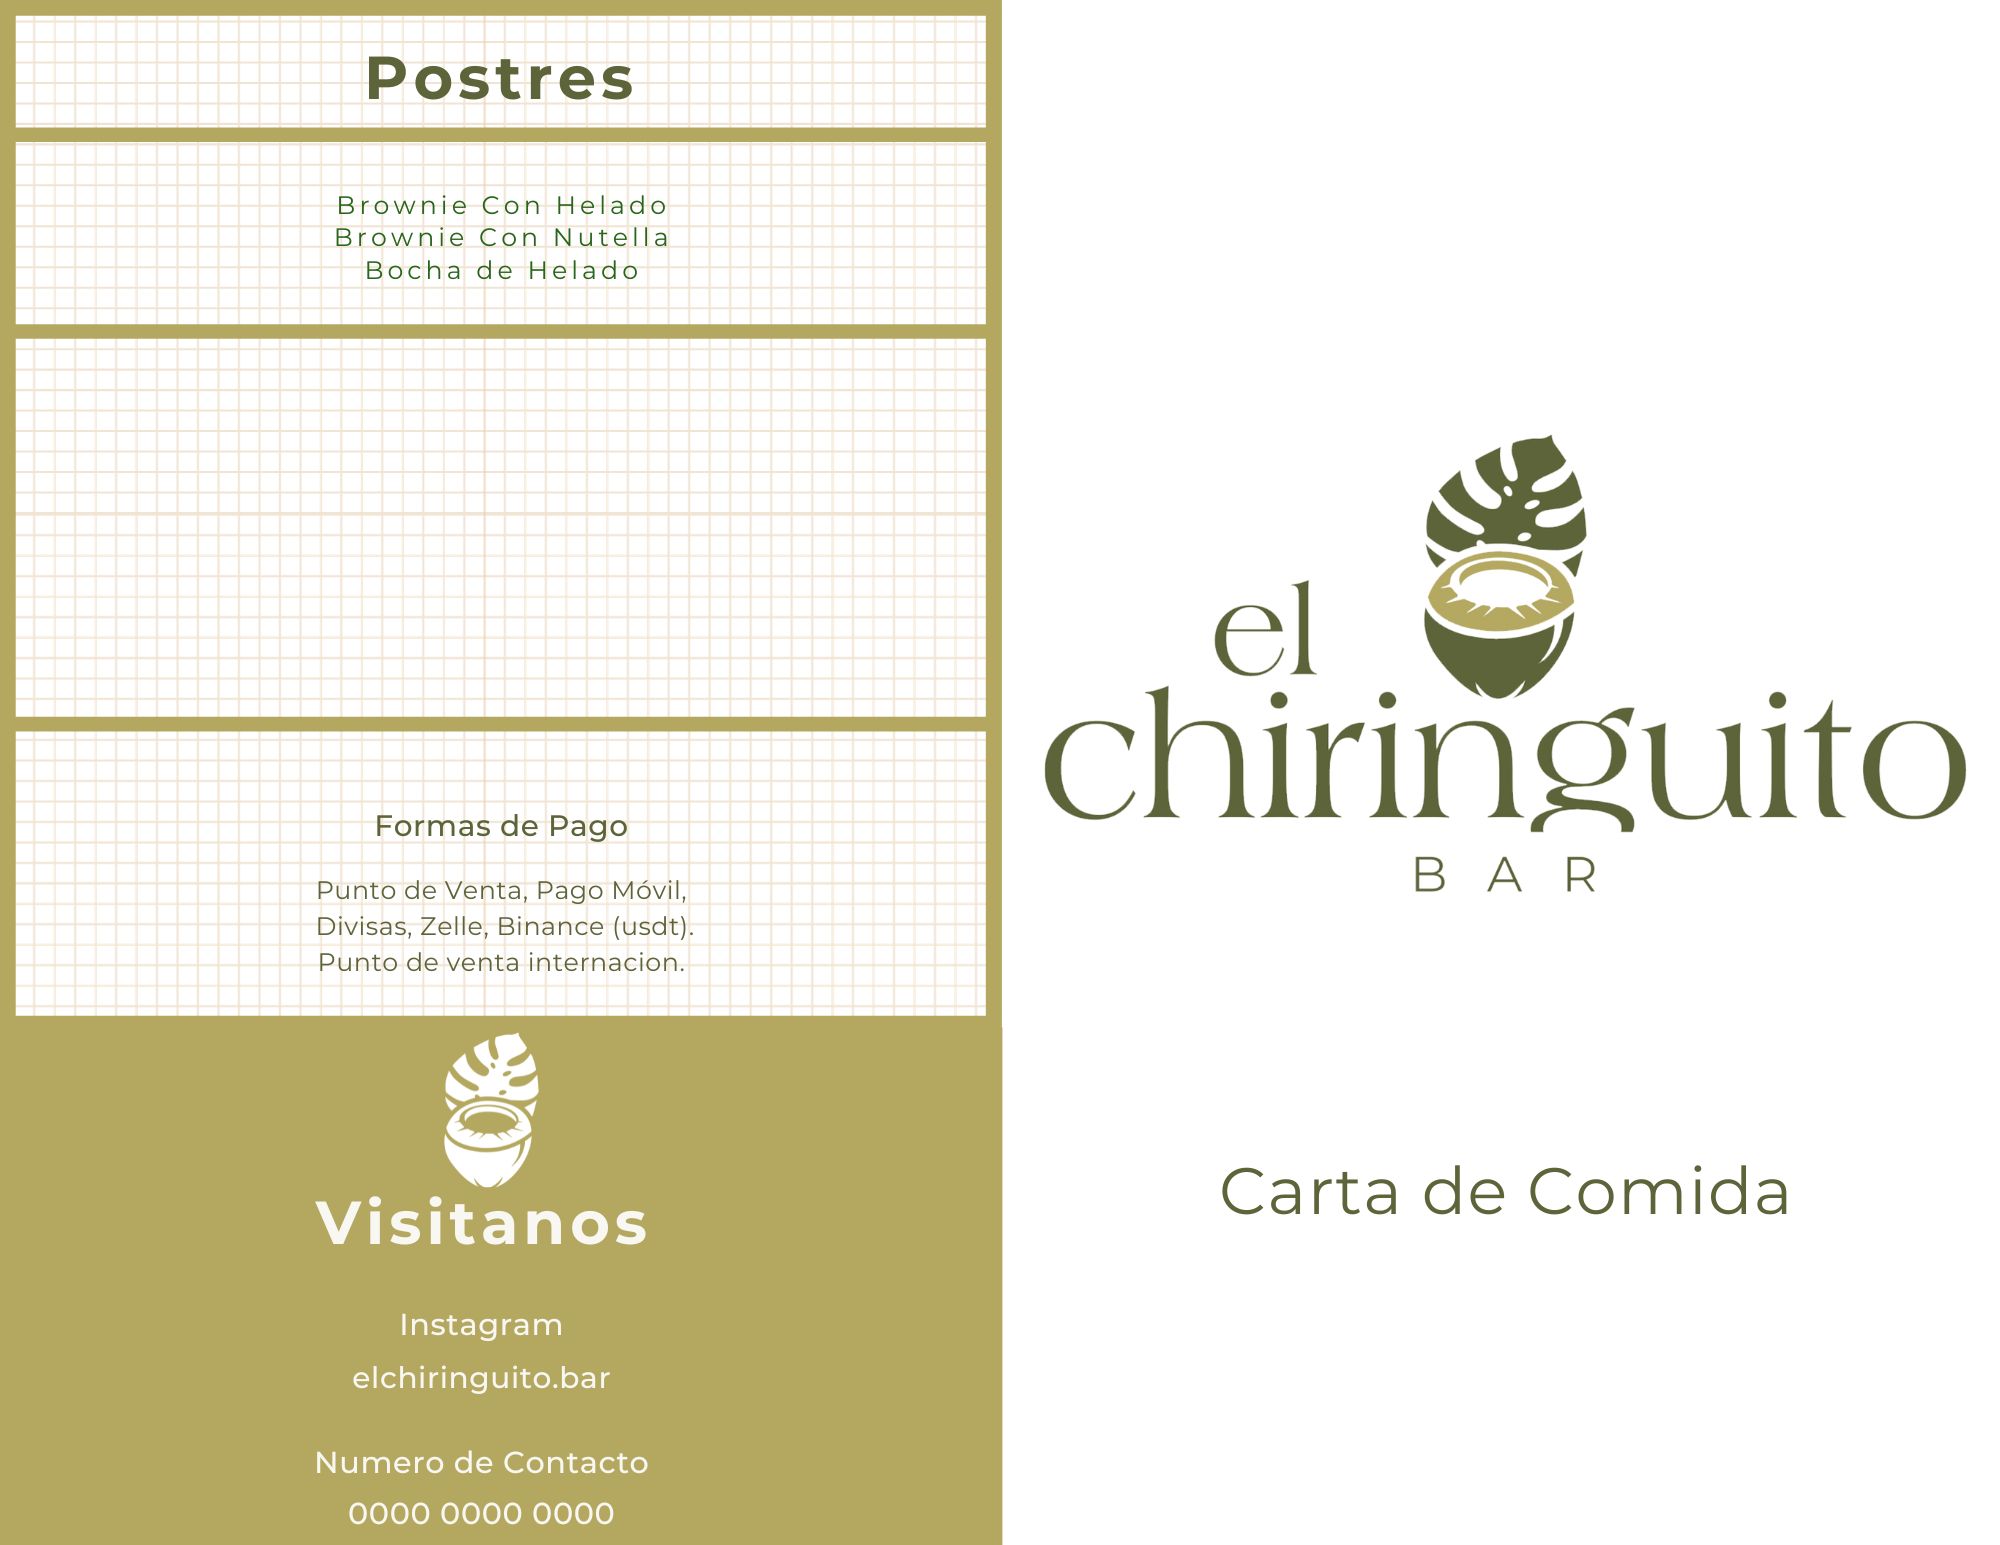 Postres
Brownie Con Helado
Brownie Con Nutella
Bocha de Helado
Formas de Pago
Punto de Venta, Pago Móvil,
Divisas, Zelle, Binance (usdt).
Punto de venta internacion.
Visitanos
Instagram
elchiringuito.bar
Numero de Contacto
0000 0000 0000
el
chiringuito
BAR
Carta de Comida